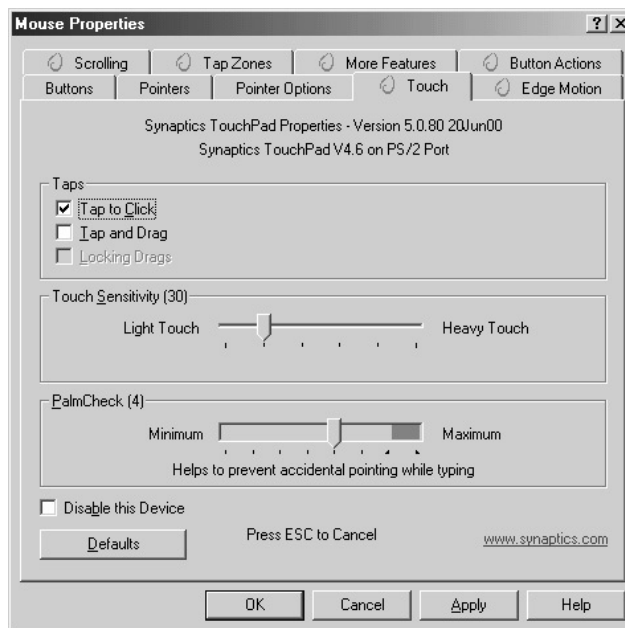 Mouse Properties
Scrolling Tap Zones More Features Button Actions
Buttons Pointers Pointer Options Touch Edge Motion
Synaptics TouchPad Properties - Version 5.0.80 20Jun00
Synaptics TouchPad V4.6 on PS/2 Port
Taps
Tap to Click
Tap and Drag
Locking Drags
Touch Sensitivity (30)
Light Touch Heavy Touch
PalmCheck (4)
Minimum Maximum
Helps to prevent accidental pointing while typing
Disable this Device
Defaults Press ESC to Cancel www.synaptics.com
OK Cancel Apply Help